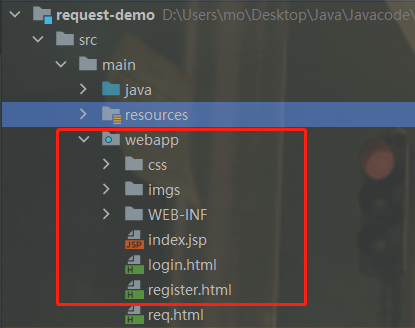 request-demo D:\Users\mo\Desktop\Java\Javacode\
src
main
java
resources
webapp
css
imgs
WEB-INF
JSP index.jsp
H login.html
H register.html
H req.html